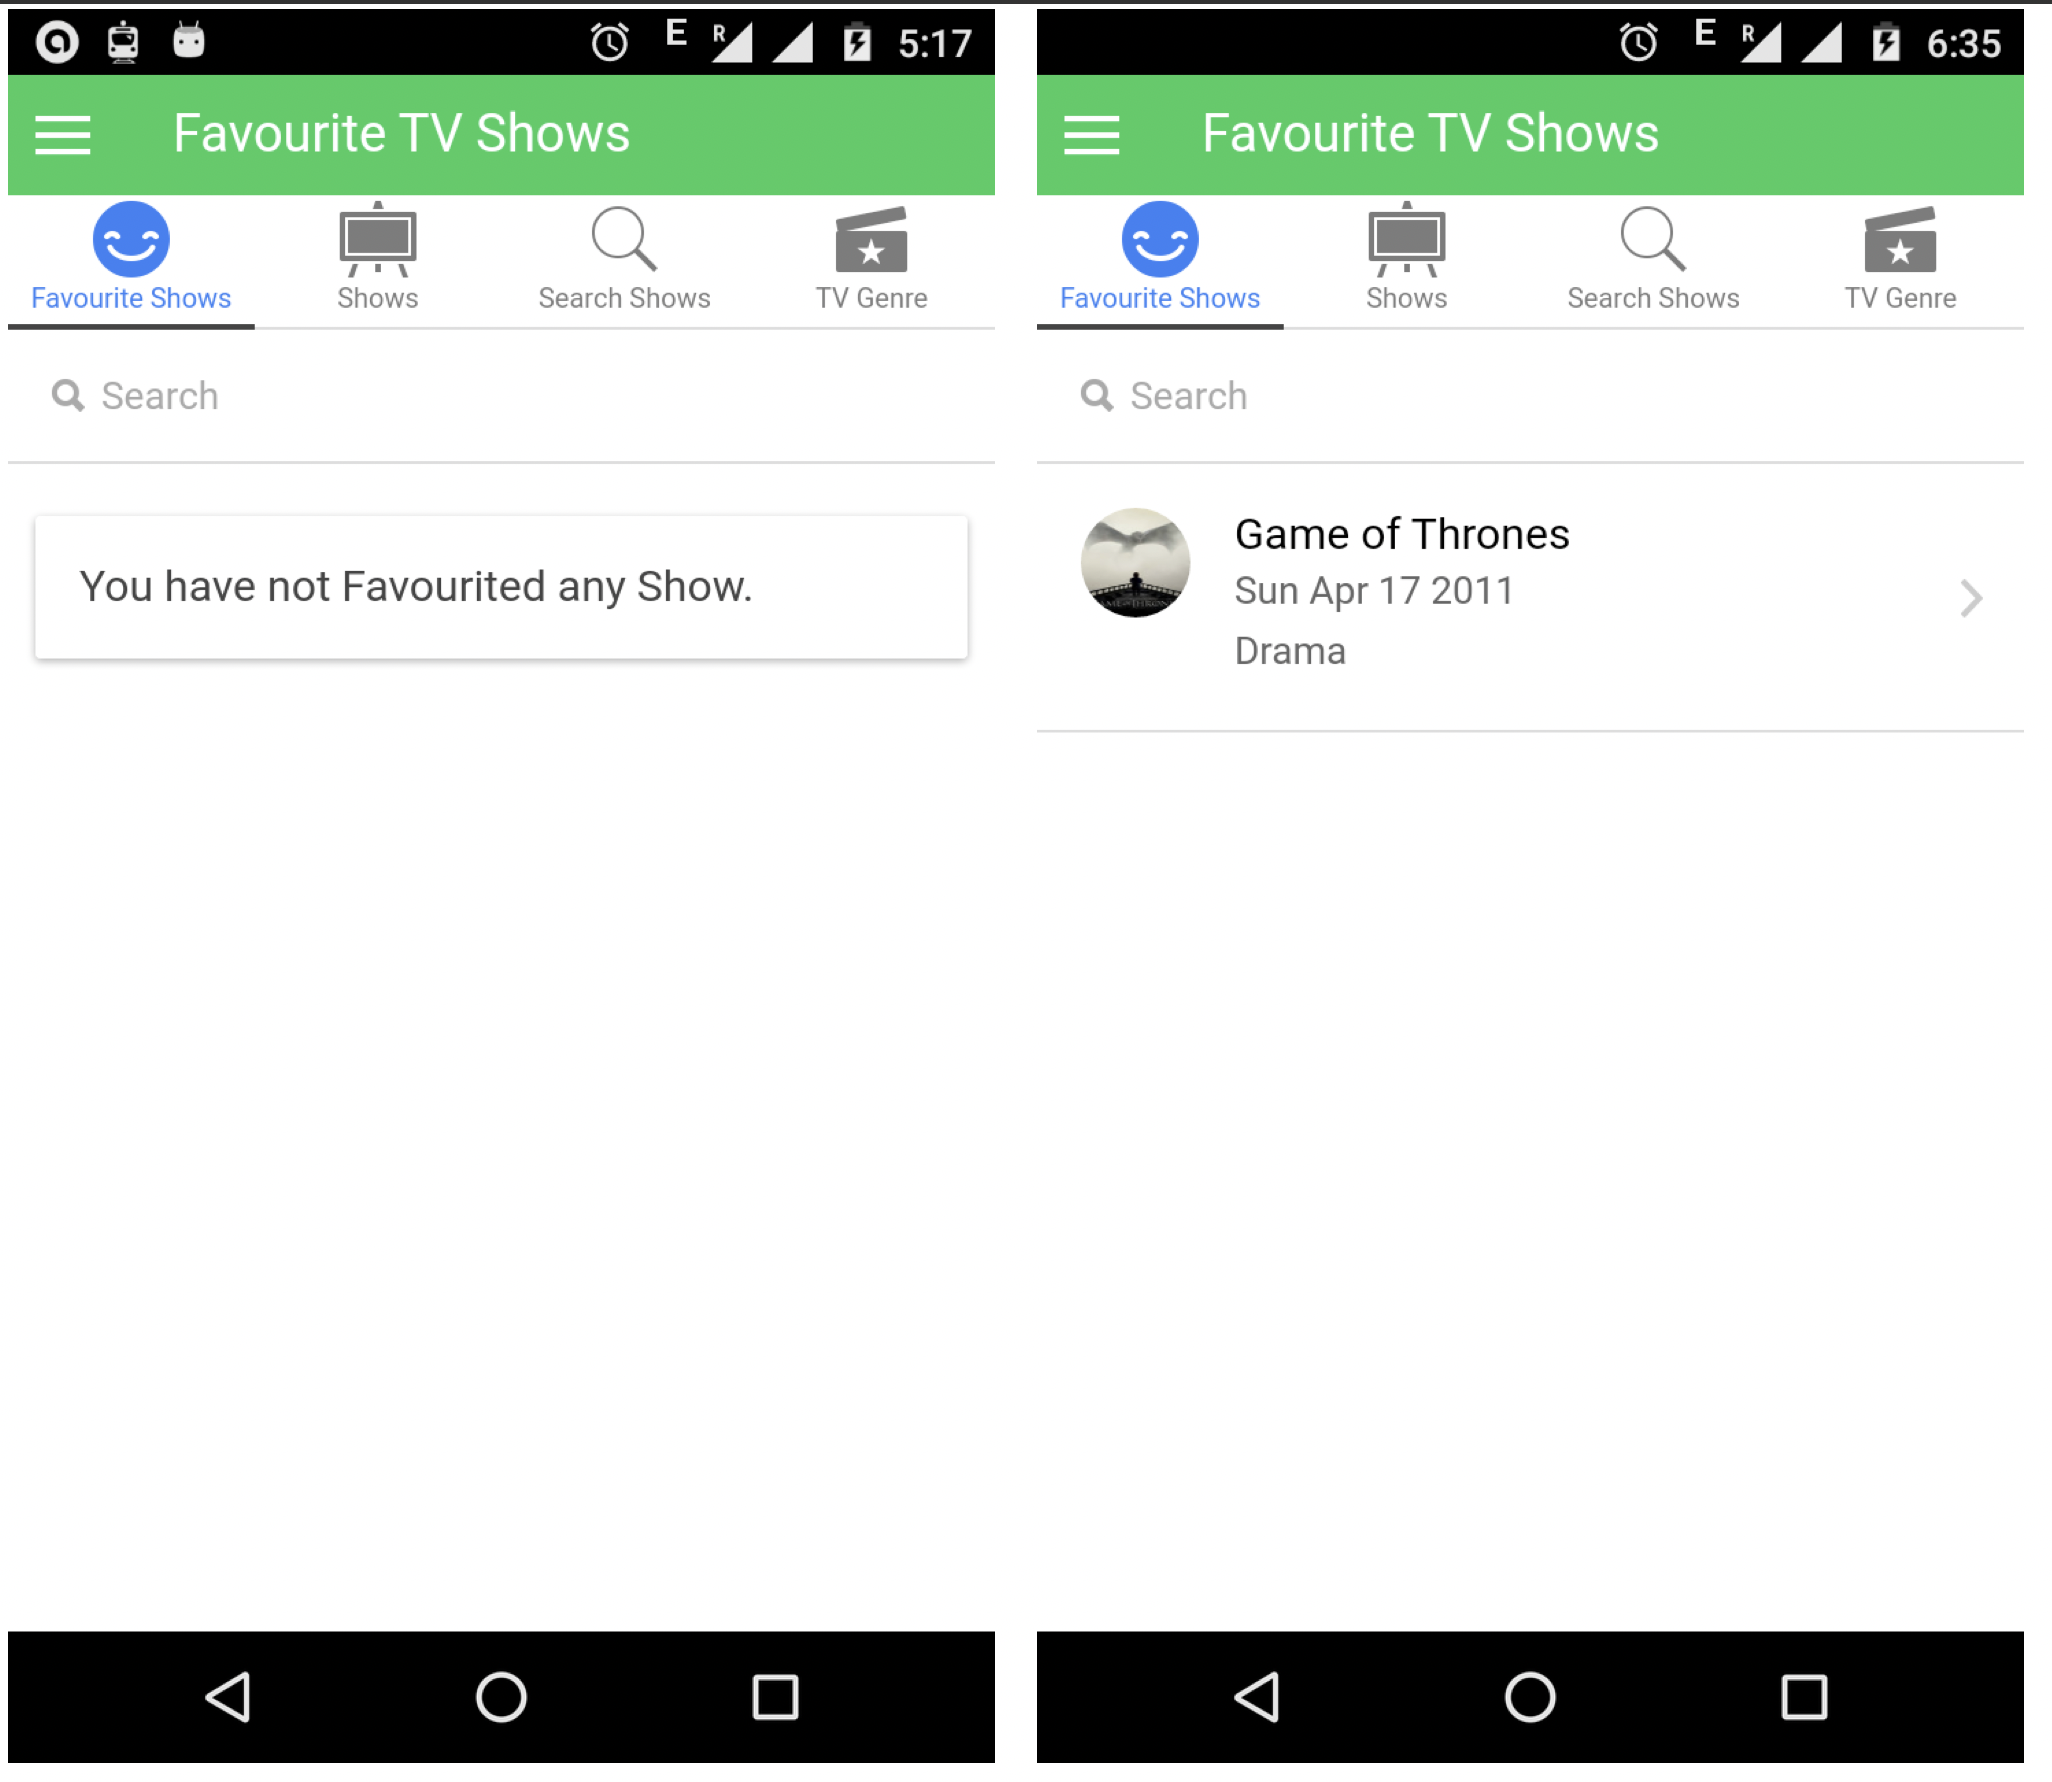 5:17
Favourite TV Shows
Favourite Shows
Shows
Search Shows
TV Genre
Search
You have not Favourited any Show.
E
R
6:35
Favourite TV Shows
Favourite Shows
Shows
Search Shows
TV Genre
Search
Game of Thrones
Sun Apr 17 2011
Drama
E
R